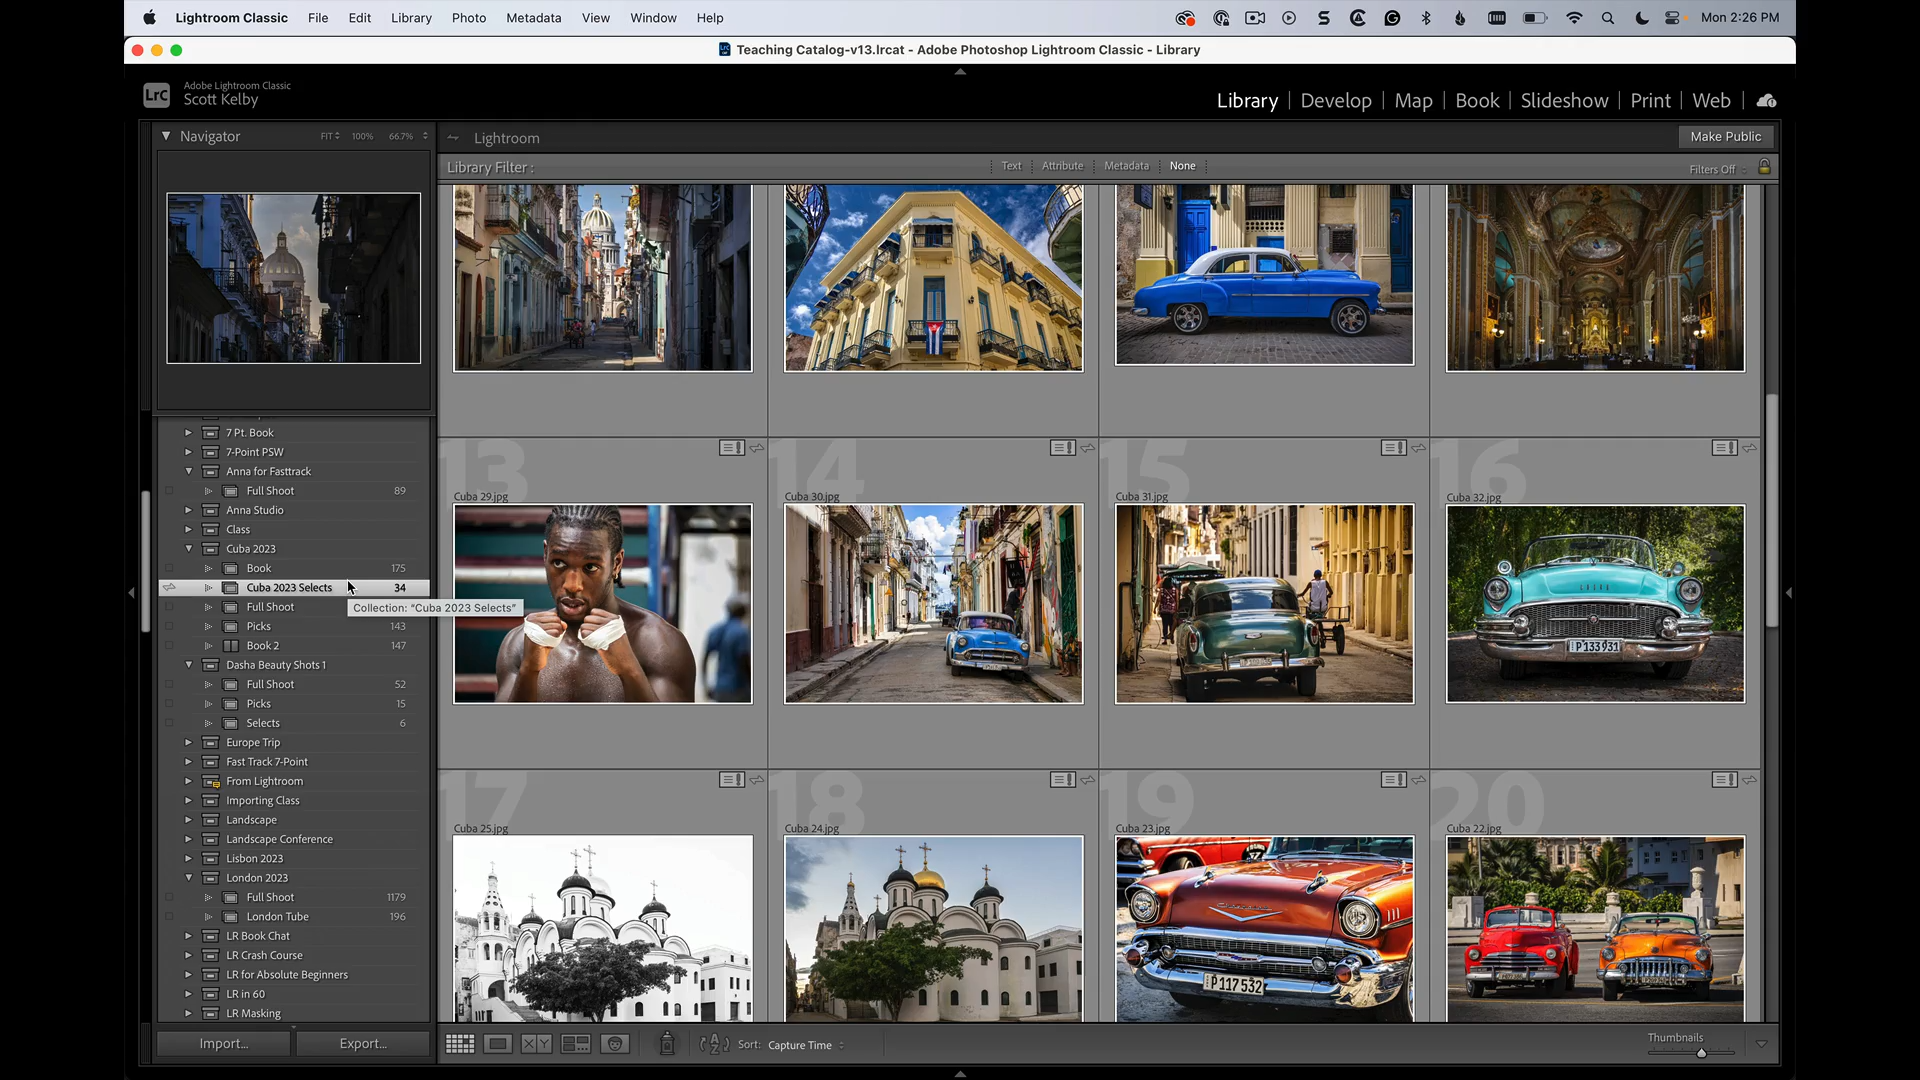 Lightroom Classic File Edit Library Photo Metadata View Window Help Mon 2:26 PM
Teaching Catalog-v13.lrcat - Adobe Photoshop Lightroom Classic - Library
LrC
Adobe Lightroom Classic
Scott Kelby
Library Develop Map Book Slideshow Print Web
Navigator FIT 100% 66.7%
Lightroom Make Public
Library Filter : Text Attribute Metadata None Filters Off
7 Pt. Book
7-Point PSW
Anna for Fasttrack
Full Shoot 89
Anna Studio
Class
Cuba 2023
Book 175
Cuba 2023 Selects 34
Full Shoot
Collection: “Cuba 2023 Selects”
Picks 143
Book 2 147
Dasha Beauty Shots 1
Full Shoot 52
Picks 15
Selects 6
Europe Trip
Fast Track 7-Point
From Lightroom
Importing Class
Landscape
Landscape Conference
Lisbon 2023
London 2023
Full Shoot 1179
London Tube 196
LR Book Chat
LR Crash Course
LR for Absolute Beginners
LR in 60
LR Masking
Import... Export...
13 14 15 16
Cuba 29.jpg Cuba 30.jpg Cuba 31.jpg Cuba 32.jpg
P133931
17 18 19 20
Cuba 25.jpg Cuba 24.jpg Cuba 23.jpg Cuba 22.jpg
P117532
Sort: Capture Time
Thumbnails